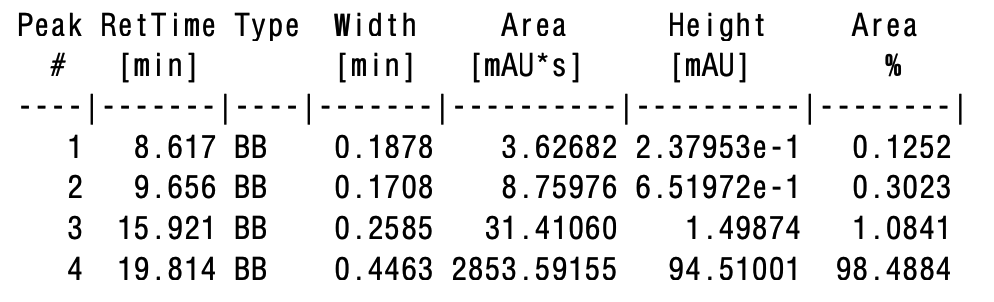 Peak RetTime Type  Width     Area      Height     Area
  #   [min]        [min]   [mAU*s]     [mAU]        %
----|-------|----|-------|----------|----------|--------|
   1   8.617 BB    0.1878    3.62682 2.37953e-1   0.1252
   2   9.656 BB    0.1708    8.75976 6.51972e-1   0.3023
   3  15.921 BB    0.2585   31.41060    1.49874   1.0841
   4  19.814 BB    0.4463 2853.59155   94.51001  98.4884